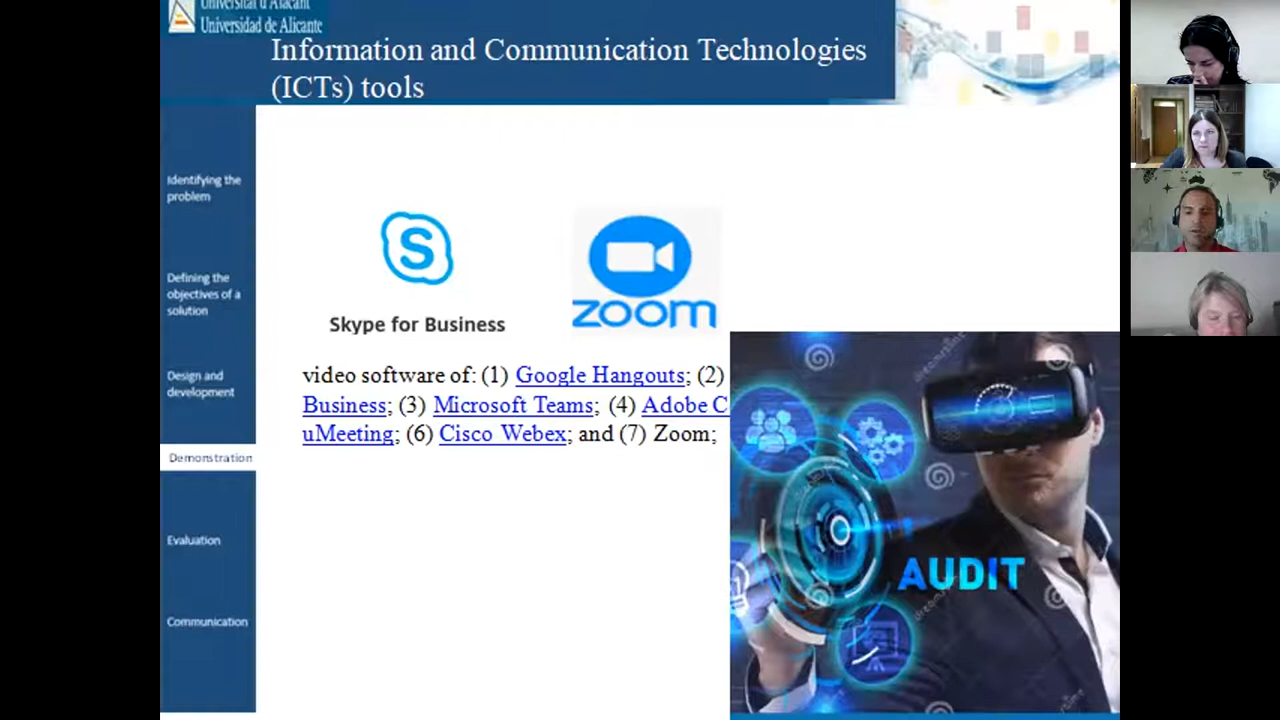 Universitat d'Alacant
Universidad de Alicante
Information and Communication Technologies
(ICTs) tools
Identifying the
problem
Defining the
objectives of a
solution
Design and
development
Demonstration
Evaluation
Communication
S
Skype for Business
zoom
video software of: (1) Google Hangouts; (2)
Business; (3) Microsoft Teams; (4) Adobe C
uMeeting; (6) Cisco Webex; and (7) Zoom;
AUDIT
dreamstime